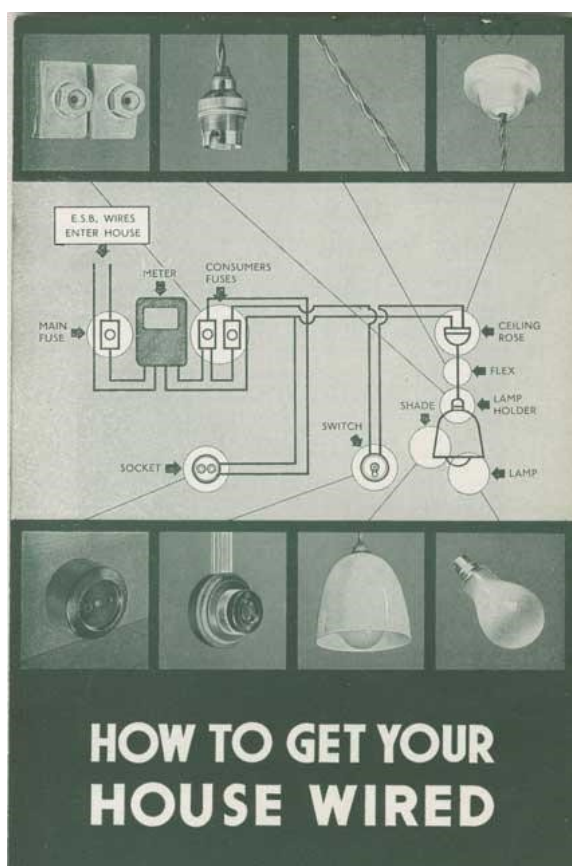 E.S.B. WIRES
ENTER HOUSE
METER
CONSUMERS
FUSES
MAIN
FUSE
CEILING
ROSE
FLEX
LAMP
HOLDER
SHADE
SWITCH
SOCKET
LAMP
HOW TO GET YOUR
HOUSE WIRED